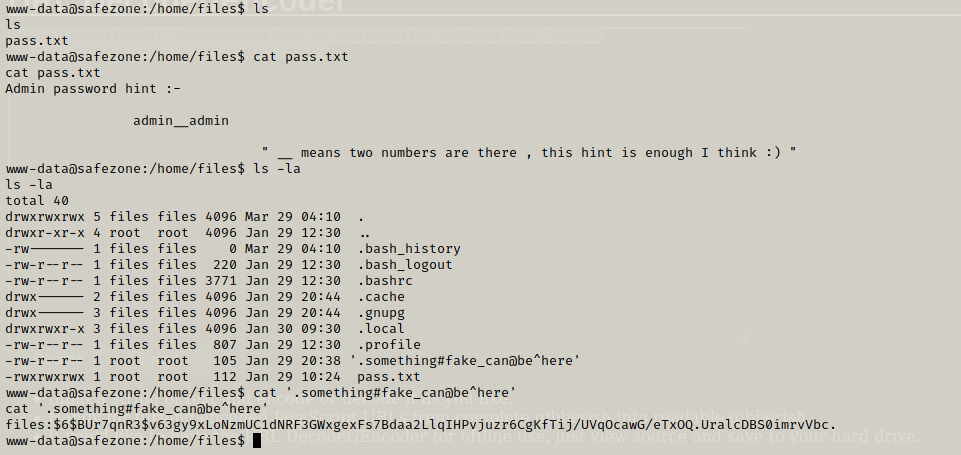 www-data@safezone:/home/files$ ls
ls
pass.txt
www-data@safezone:/home/files$ cat pass.txt
cat pass.txt
Admin password hint :-
admin__admin
" __ means two numbers are there , this hint is enough I think :) "
www-data@safezone:/home/files$ ls -la
ls -la
total 40
drwxrwxrwx 5 files files 4096 Mar 29 04:10 .
drwxr-xr-x 4 root root 4096 Jan 29 12:30 ..
-rw------- 1 files files 0 Mar 29 04:10 .bash_history
-rw-r--r-- 1 files files 220 Jan 29 12:30 .bash_logout
-rw-r--r-- 1 files files 3771 Jan 29 12:30 .bashrc
drwx------ 2 files files 4096 Jan 29 20:44 .cache
drwx------ 3 files files 4096 Jan 29 20:44 .gnupg
drwxrwxr-x 3 files files 4096 Jan 30 09:30 .local
-rw-r--r-- 1 files files 807 Jan 29 12:30 .profile
-rw-r--r-- 1 root root 105 Jan 29 20:38 '.something#fake_can@be^here'
-rwxrwxrwx 1 root root 112 Jan 29 10:24 pass.txt
www-data@safezone:/home/files$ cat '.something#fake_can@be^here'
cat '.something#fake_can@be^here'
files:$6$BUr7qnR3$v63gy9xLoNzmUC1dNRF3GWxgexFs7Bdaa2LlqIHPvjuzr6CgKfTij/UVqOcawG/eTxOQ.UralcDBS0imrvVbc.
www-data@safezone:/home/files$